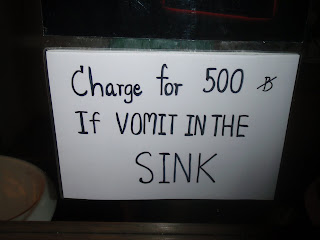 Charge for 500 ฿
If VOMIT IN THE
SINK